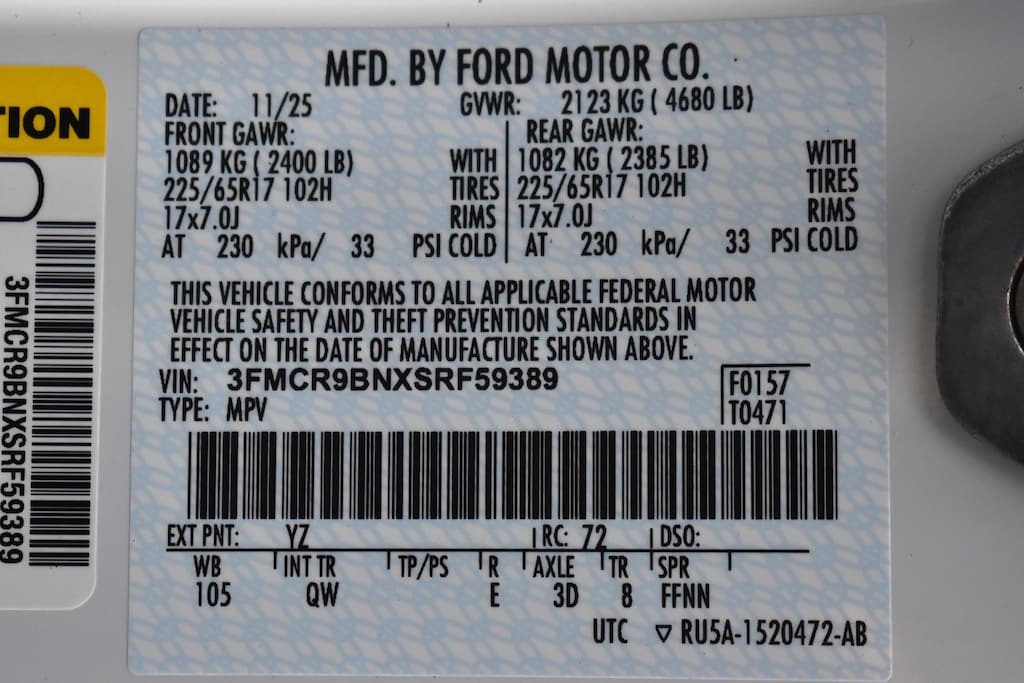 TION
3FMCR9BNXSRF59389
MFD. BY FORD MOTOR CO.
DATE: 11/25 GVWR: 2123 KG ( 4680 LB)
FRONT GAWR: REAR GAWR:
1089 KG ( 2400 LB) WITH 1082 KG ( 2385 LB) WITH
225/65R17 102H TIRES 225/65R17 102H TIRES
17x7.0J RIMS 17x7.0J RIMS
AT 230 kPa/ 33 PSI COLD AT 230 kPa/ 33 PSI COLD
THIS VEHICLE CONFORMS TO ALL APPLICABLE FEDERAL MOTOR
VEHICLE SAFETY AND THEFT PREVENTION STANDARDS IN
EFFECT ON THE DATE OF MANUFACTURE SHOWN ABOVE.
VIN: 3FMCR9BNXSRF59389 F0157
TYPE: MPV T0471
EXT PNT: YZ RC: 72 DSO:
WB INT TR TP/PS R AXLE TR SPR
105 QW E 3D 8 FFNN
UTC ▽ RU5A-1520472-AB